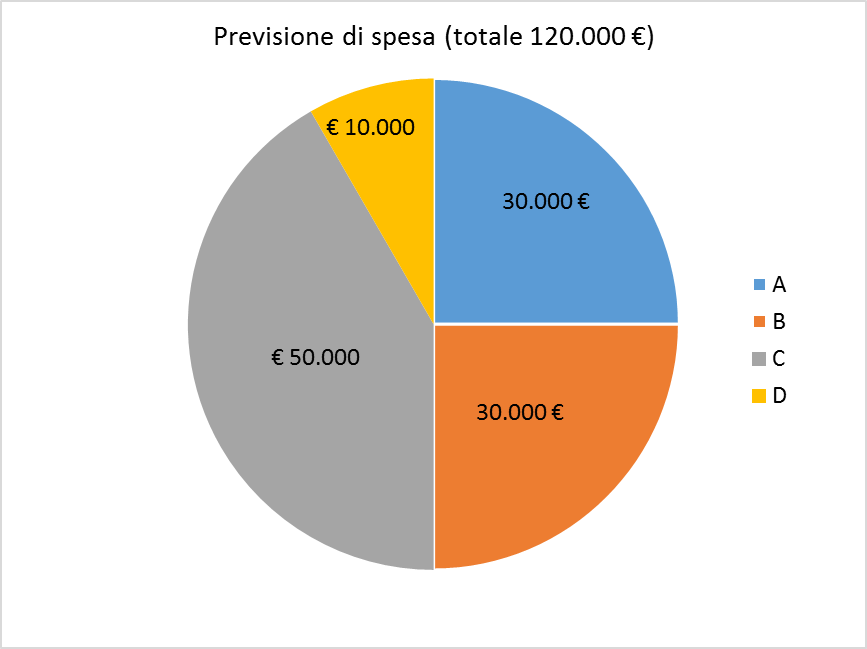 Previsione di spesa (totale 120.000 €)
€ 10.000
30.000 €
€ 50.000
30.000 €
A
B
C
D